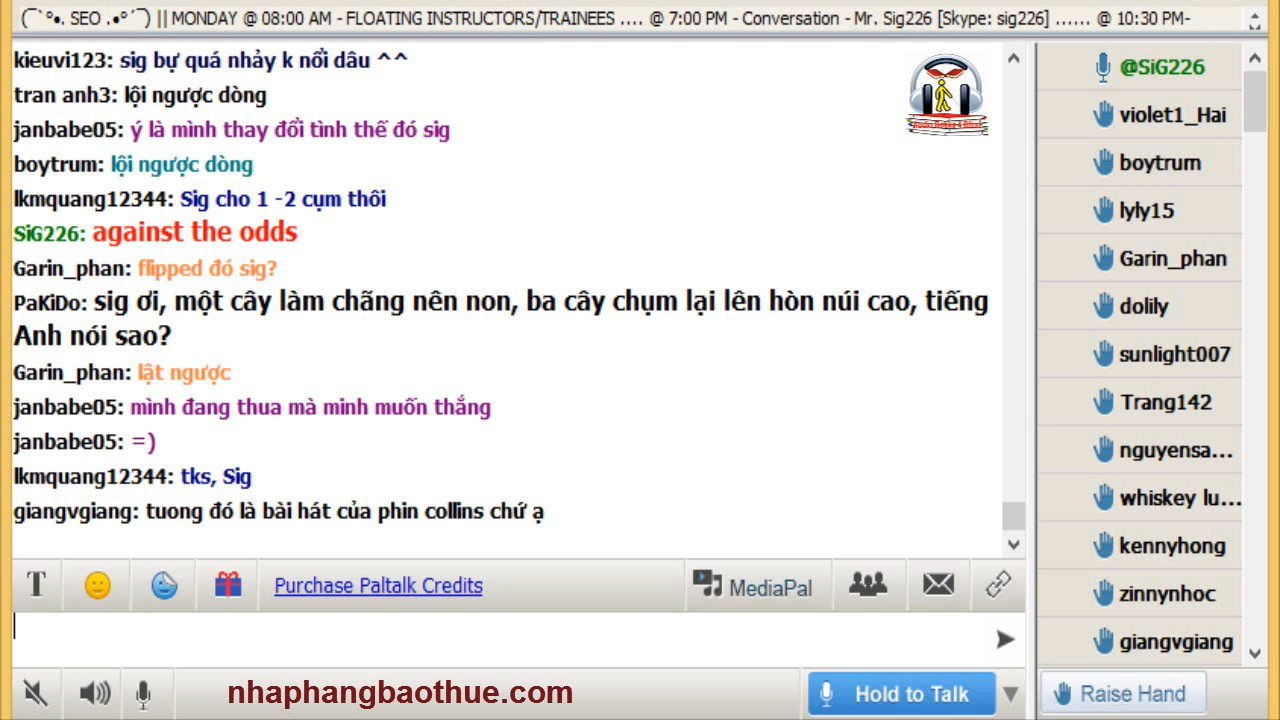 (¯`°•. SEO .•°´¯) || MONDAY @ 08:00 AM - FLOATING INSTRUCTORS/TRAINEES .... @ 7:00 PM - Conversation - Mr. Sig226 [Skype: sig226] ...... @ 10:30 PM-
kieuvi123: sig bự quá nhảy k nổi dâu ^^
tran anh3: lội ngược dòng
janbabe05: ý là mình thay đổi tình thế đó sig
boytrum: lội ngược dòng
lkmquang12344: Sig cho 1 -2 cụm thôi
SiG226: against the odds
Garin_phan: flipped đó sig?
PaKiDo: sig ơi, một cây làm chãng nên non, ba cây chụm lại lên hòn núi cao, tiếng
Anh nói sao?
Garin_phan: lật ngược
janbabe05: mình đang thua mà minh muốn thắng
janbabe05: =)
lkmquang12344: tks, Sig
giangvgiang: tuong đó là bài hát của phin collins chứ ạ
@SiG226
violet1_Hai
boytrum
lyly15
Garin_phan
dolily
sunlight007
Trang142
nguyensa...
whiskey lu...
kennyhong
zinnynhoc
giangvgiang
T
Purchase Paltalk Credits
MediaPal
nhaphangbaothue.com
Hold to Talk
Raise Hand